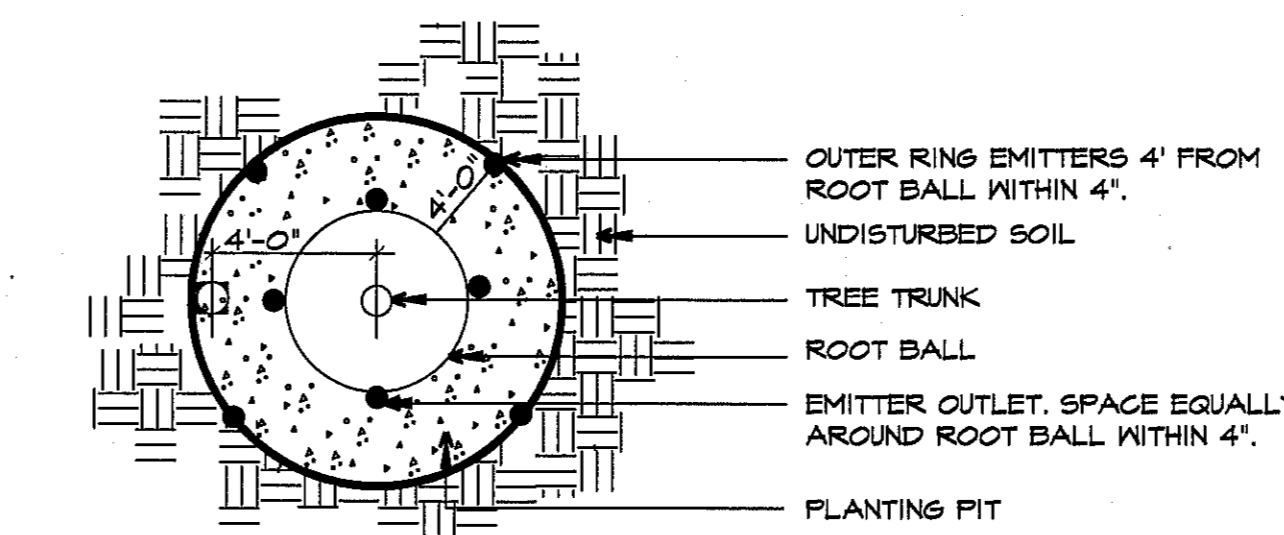 OUTER RING EMITTERS 4' FROM
ROOT BALL WITHIN 4".
4'-0"
UNDISTURBED SOIL
4'-0"
TREE TRUNK
ROOT BALL
EMITTER OUTLET. SPACE EQUALLY
AROUND ROOT BALL WITHIN 4".
PLANTING PIT